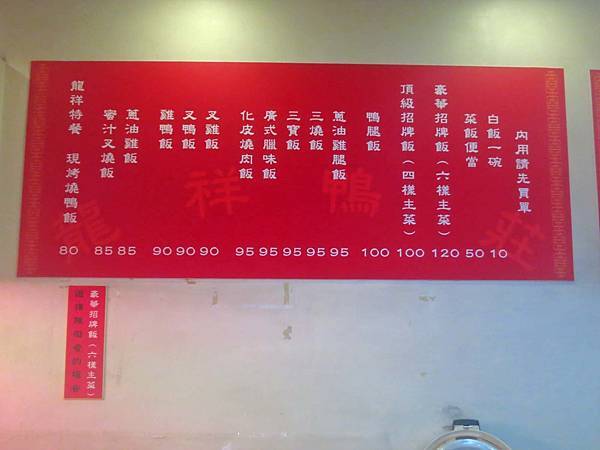 內用請先買單
白飯一碗 10
菜飯便當 50
豪華招牌飯(六樣主菜) 120
頂級招牌飯(四樣主菜) 100
鴨腿飯 100
蔥油雞腿飯 95
三燒飯 95
三寶飯 95
廣式臘味飯 95
化皮燒肉飯 95
叉雞飯 90
叉鴨飯 90
雞鴨飯 90
蔥油雞飯 85
蜜汁叉燒飯 85
龍祥特餐 現烤燒鴨飯 80
龍祥鴨莊
豪華招牌飯(六樣主菜)